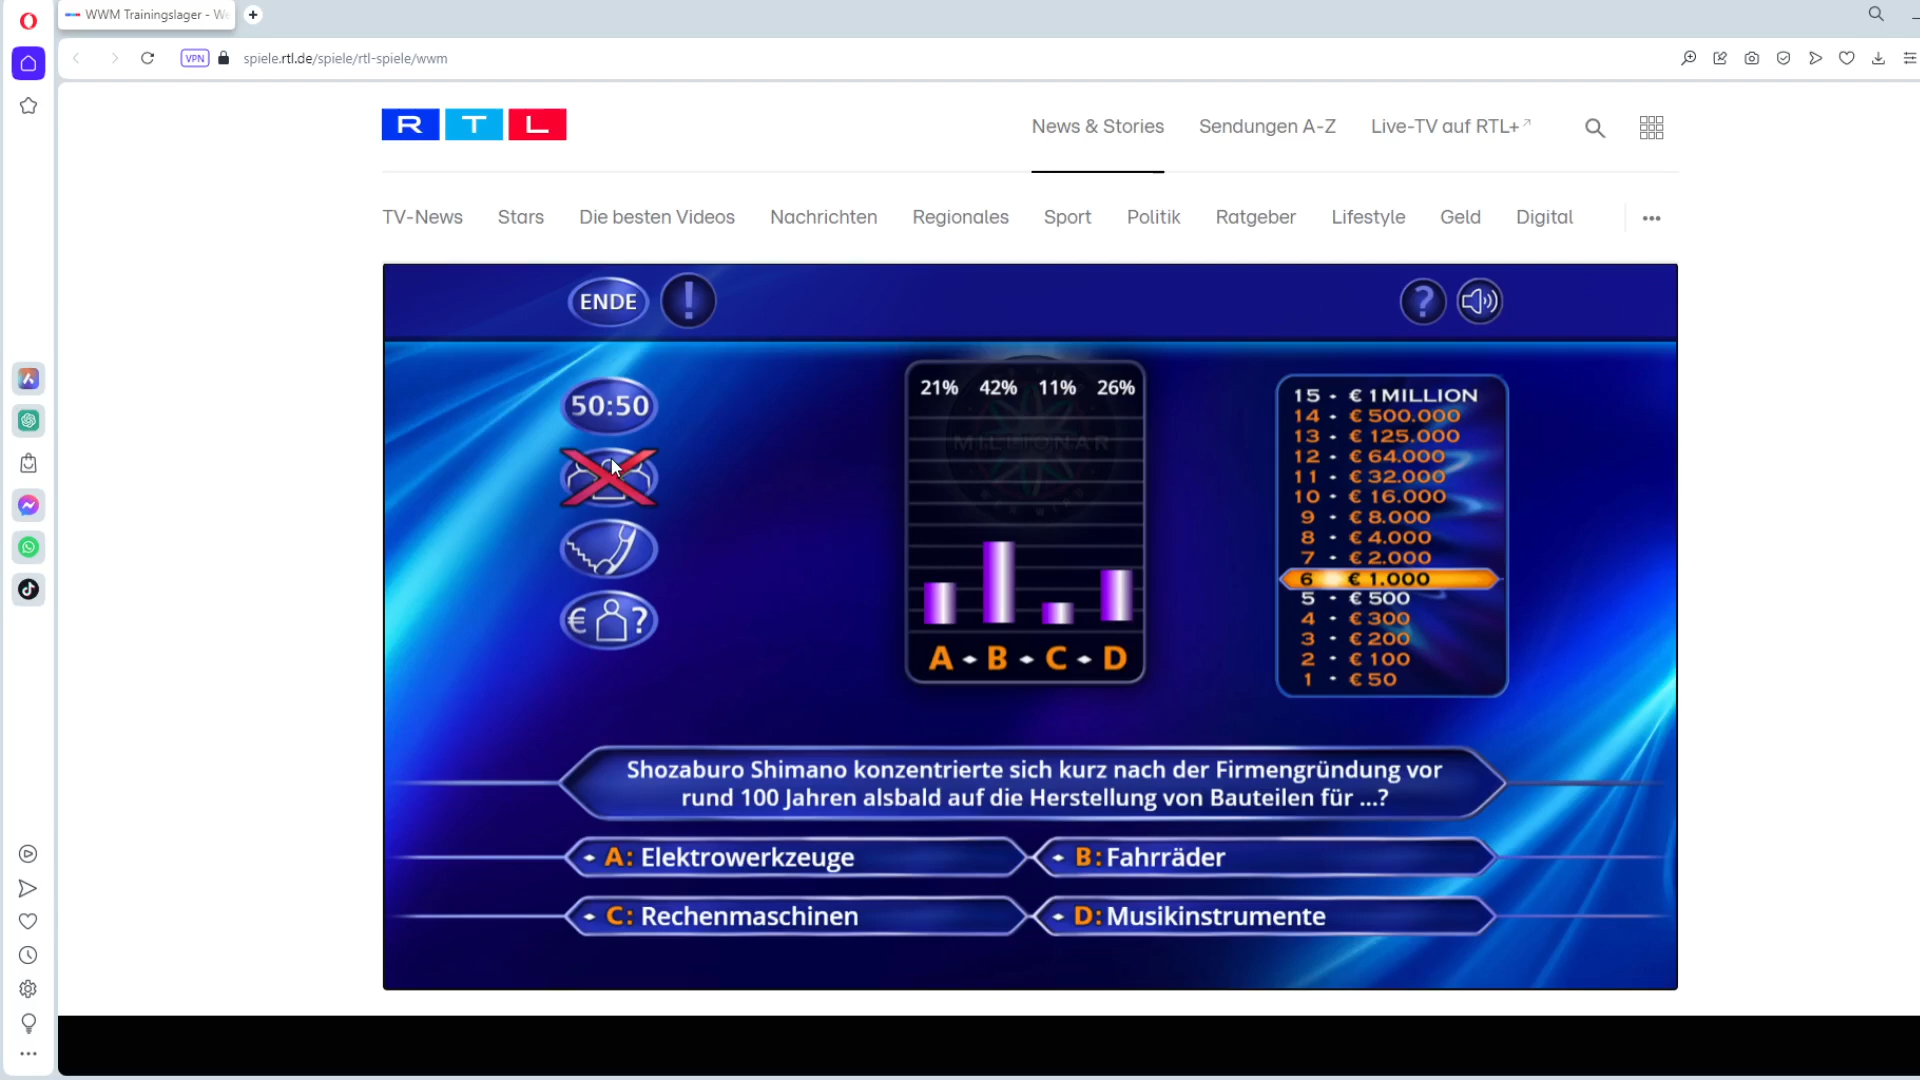 WWM Trainingslager - We
VPN
spiele.rtl.de/spiele/rtl-spiele/wwm
R T L
News & Stories
Sendungen A-Z
Live-TV auf RTL+
TV-News
Stars
Die besten Videos
Nachrichten
Regionales
Sport
Politik
Ratgeber
Lifestyle
Geld
Digital
ENDE
!
?
50:50
€ ?
21% 42% 11% 26%
MILLIONÄR
A B C D
15 • € 1 MILLION
14 • € 500.000
13 • € 125.000
12 • € 64.000
11 • € 32.000
10 • € 16.000
9 • € 8.000
8 • € 4.000
7 • € 2.000
6 € 1.000
5 • € 500
4 • € 300
3 • € 200
2 • € 100
1 • € 50
Shozaburo Shimano konzentrierte sich kurz nach der Firmengründung vor
rund 100 Jahren alsbald auf die Herstellung von Bauteilen für ...?
A: Elektrowerkzeuge
B: Fahrräder
C: Rechenmaschinen
D: Musikinstrumente